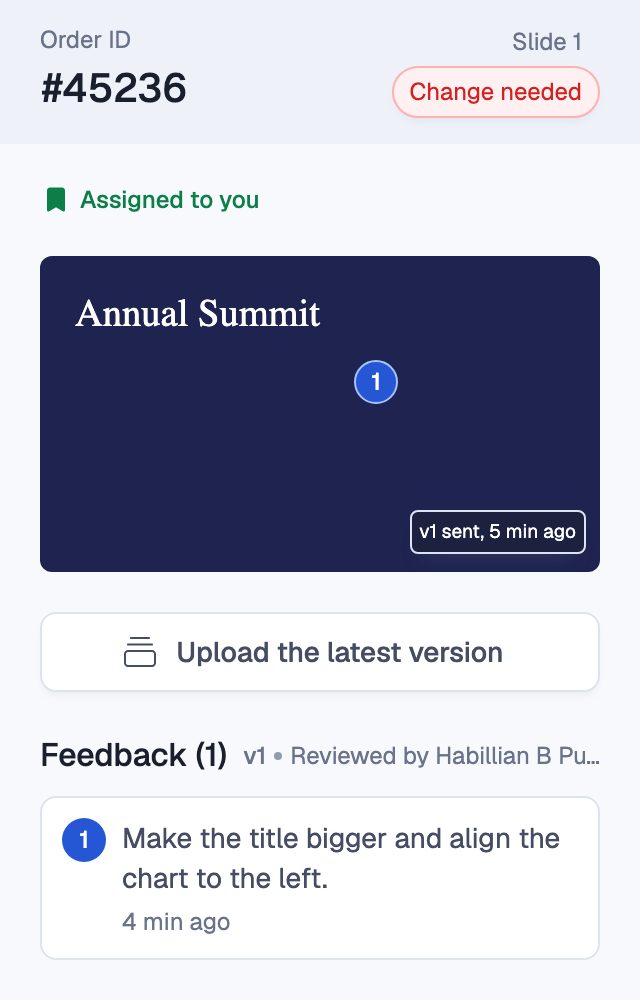 Order ID
Slide 1
#45236
Change needed
Assigned to you
Annual Summit
1
v1 sent, 5 min ago
Upload the latest version
Feedback (1) v1 • Reviewed by Habillian B Pu...
1 Make the title bigger and align the
chart to the left.
4 min ago